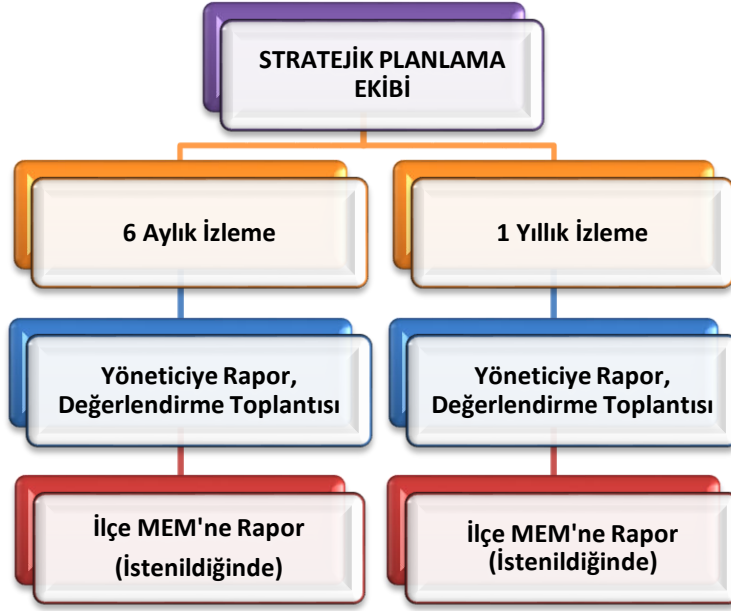 STRATEJİK PLANLAMA
EKİBİ
6 Aylık İzleme
1 Yıllık İzleme
Yöneticiye Rapor,
Değerlendirme Toplantısı
Yöneticiye Rapor,
Değerlendirme Toplantısı
İlçe MEM'ne Rapor
(İstenildiğinde)
İlçe MEM'ne Rapor
(İstenildiğinde)